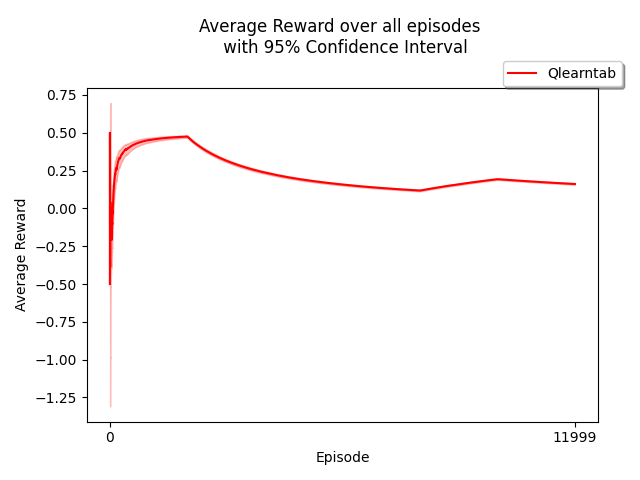 Average Reward over all episodes
with 95% Confidence Interval
Qlearntab
0.75
0.50
0.25
0.00
−0.25
−0.50
−0.75
−1.00
−1.25
Average Reward
0 11999
Episode